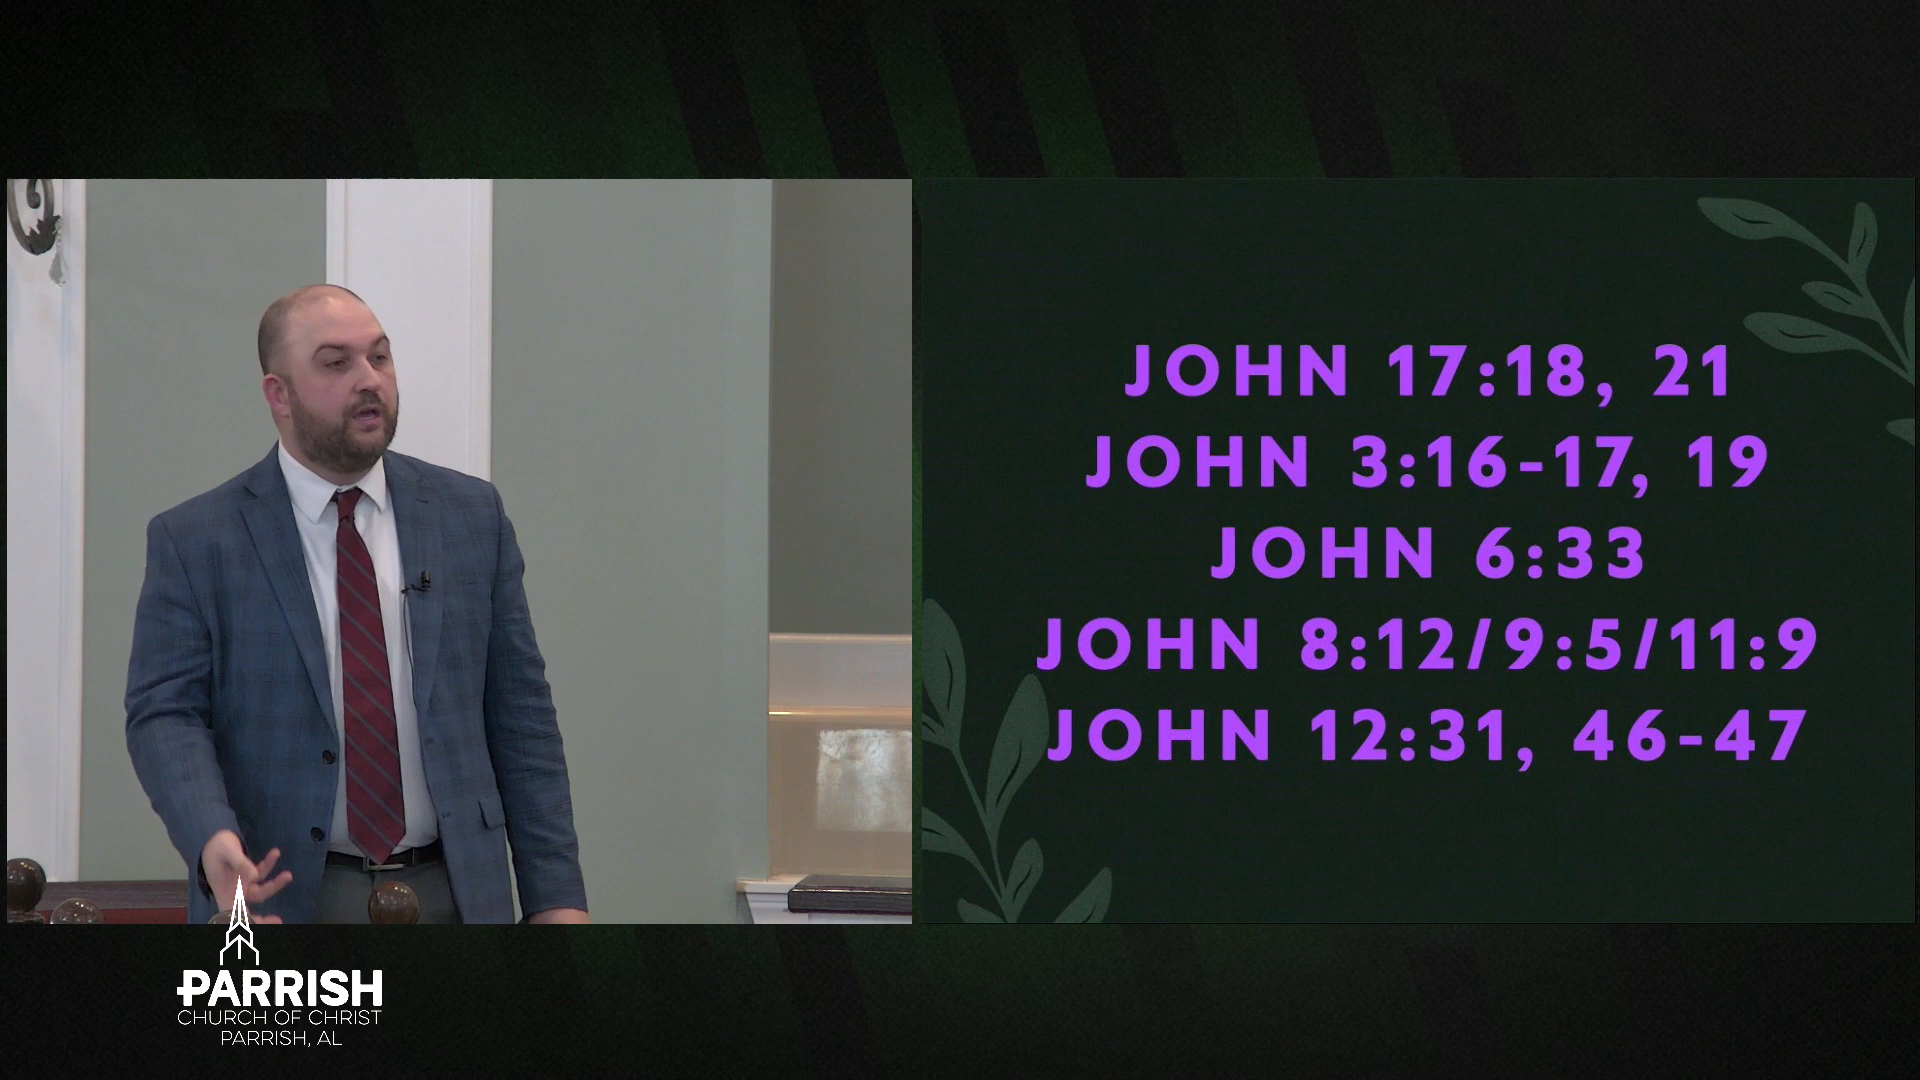 JOHN 17:18, 21
JOHN 3:16-17, 19
JOHN 6:33
JOHN 8:12/9:5/11:9
JOHN 12:31, 46-47
PARRISH
CHURCH OF CHRIST
PARRISH, AL